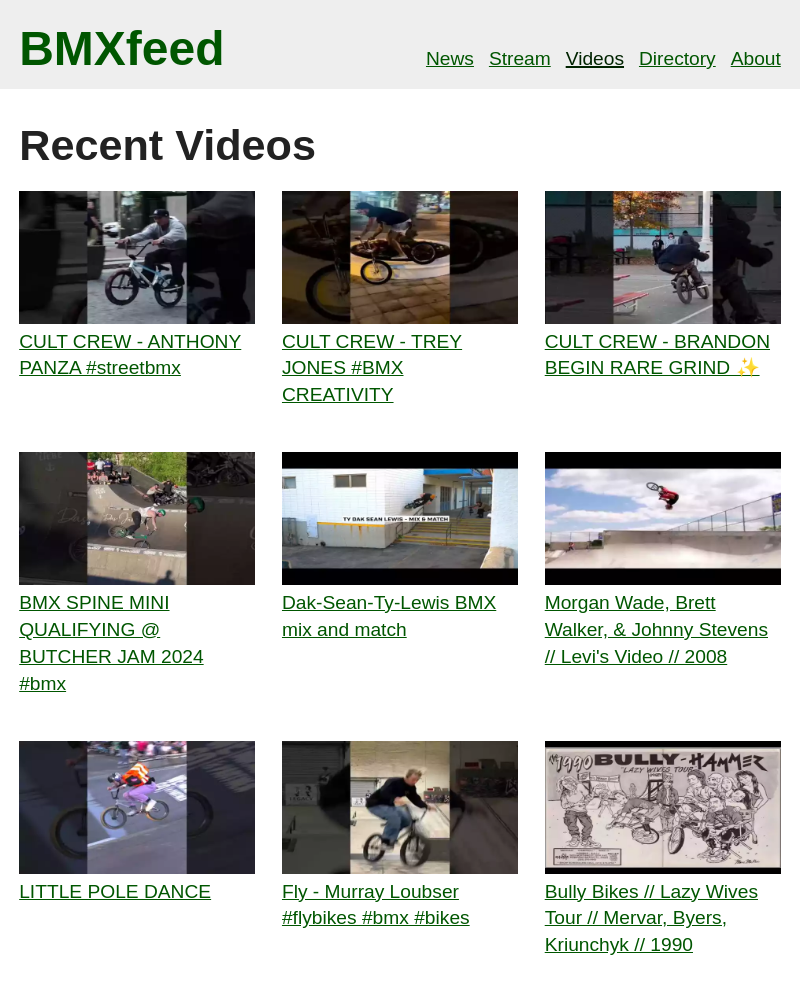 BMXfeed
News Stream Videos Directory About
Recent Videos
CULT CREW - ANTHONY
PANZA #streetbmx
CULT CREW - TREY
JONES #BMX
CREATIVITY
CULT CREW - BRANDON
BEGIN RARE GRIND ✨
TY DAK SEAN LEWIS - MIX & MATCH
BMX SPINE MINI
QUALIFYING @
BUTCHER JAM 2024
#bmx
Dak-Sean-Ty-Lewis BMX
mix and match
Morgan Wade, Brett
Walker, & Johnny Stevens
// Levi's Video // 2008
1990 BULLY-HAMMER
"LAZY WIVES TOUR"
LITTLE POLE DANCE
Fly - Murray Loubser
#flybikes #bmx #bikes
Bully Bikes // Lazy Wives
Tour // Mervar, Byers,
Kriunchyk // 1990